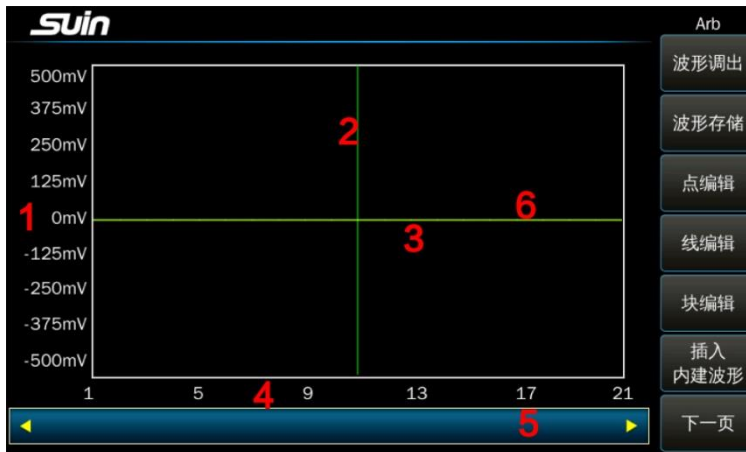 SUin
Arb
波形调出
500mV
375mV
波形存储
2
250mV
125mV
点编辑
1
0mV
6
3
线编辑
-125mV
-250mV
块编辑
-375mV
-500mV
插入
内建波形
1 5 4 9 13 17 21
5
下一页